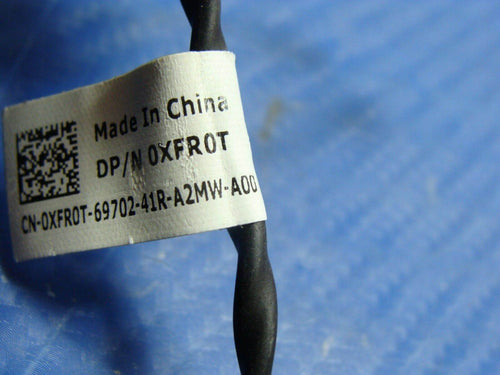 Made In China
DP/N 0XFR0T
CN-0XFR0T-69702-41R-A2MW-A00